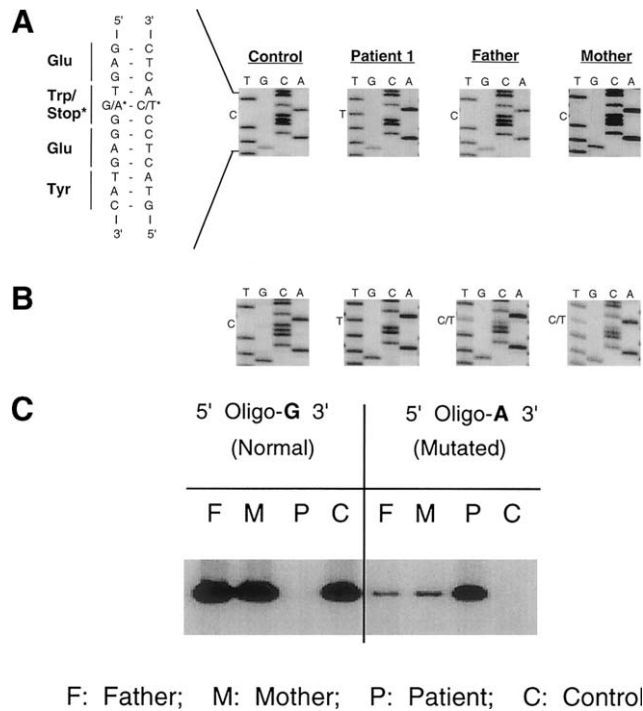 A
5' 3'
Glu
G - C
A - T
G - C
Trp/
Stop*
T - A
G/A* - C/T*
G - C
Glu
G - C
A - T
G - C
Tyr
T - A
A - T
C - G
3' 5'
Control Patient 1 Father Mother
T G C A T G C A T G C A T G C A
C T C C
B
T G C A T G C A T G C A T G C A
C T C/T C/T
C
5' Oligo-G 3' 5' Oligo-A 3'
(Normal) (Mutated)
F M P C F M P C
F: Father; M: Mother; P: Patient; C: Control